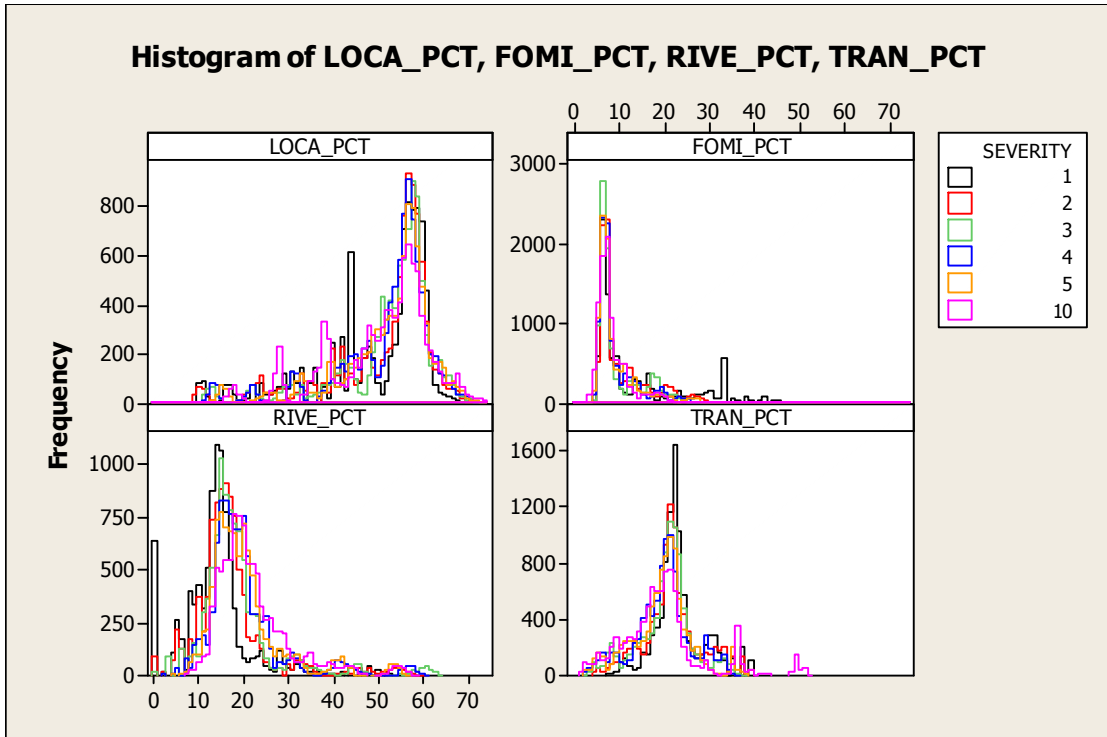 Histogram of LOCA_PCT, FOMI_PCT, RIVE_PCT, TRAN_PCT
0 10 20 30 40 50 60 70
LOCA_PCT
FOMI_PCT
800
600
400
200
0
3000
2000
1000
0
SEVERITY
1
2
3
4
5
10
Frequency
RIVE_PCT
TRAN_PCT
1000
750
500
250
0
1600
1200
800
400
0
0 10 20 30 40 50 60 70